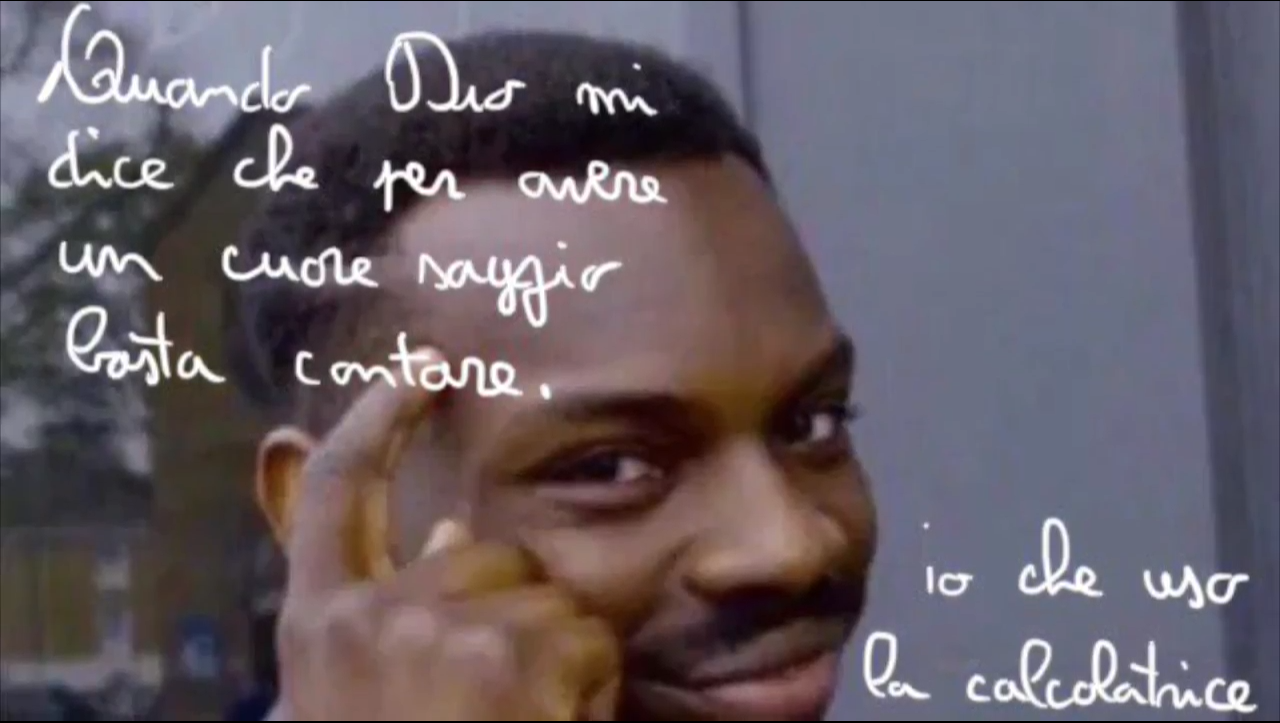 Quando Dio mi
dice che per avere
un cuore saggio
basta contare.
io che uso
la calcolatrice